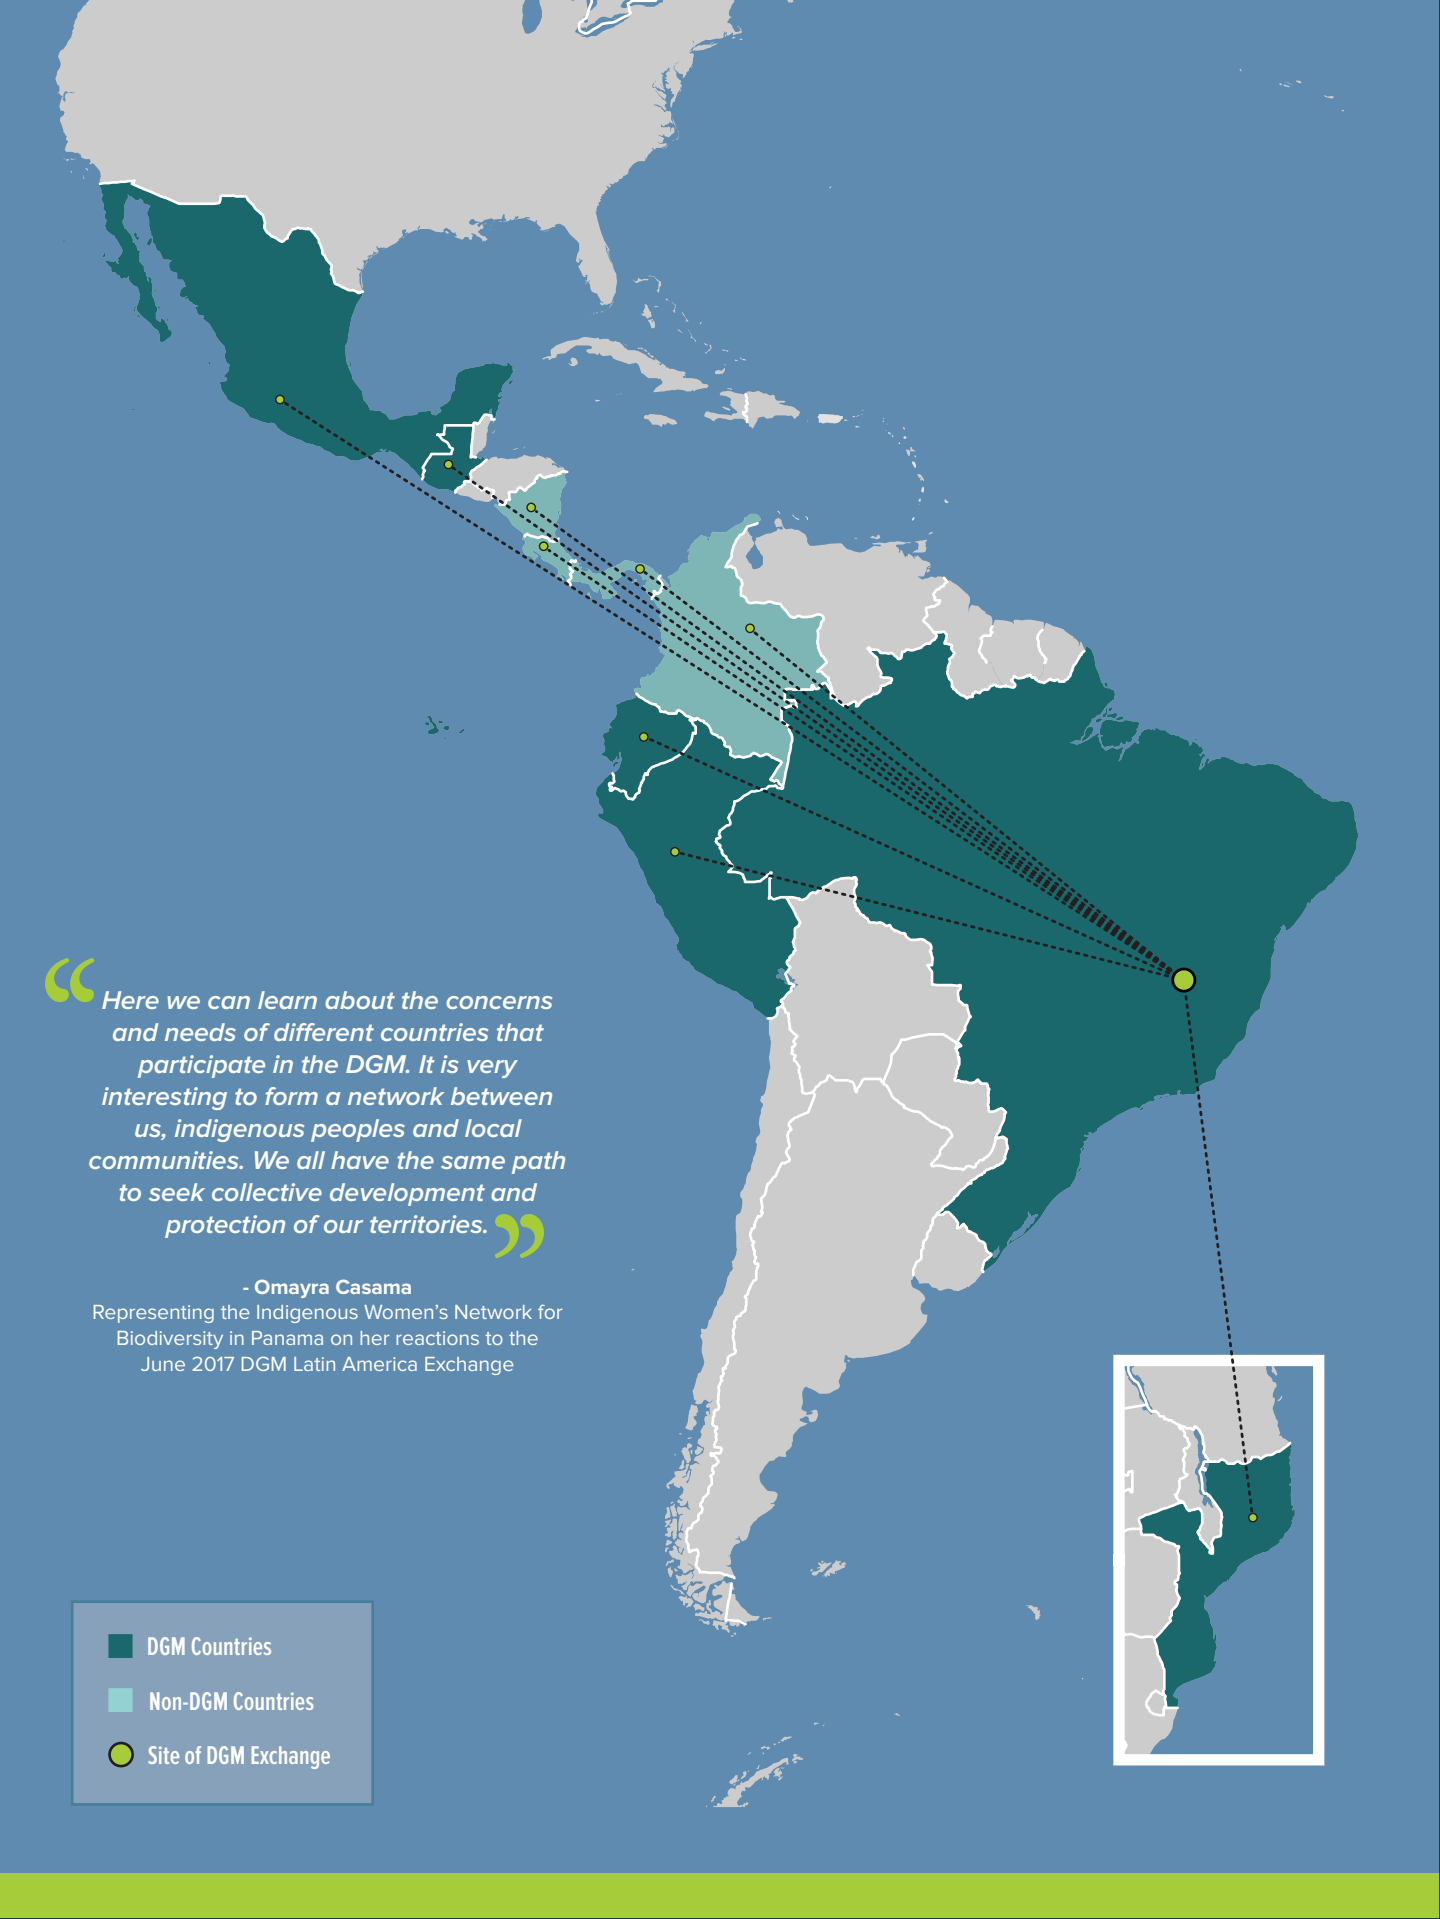 “ Here we can learn about the concerns
and needs of different countries that
participate in the DGM. It is very
interesting to form a network between
us, indigenous peoples and local
communities. We all have the same path
to seek collective development and
protection of our territories. ”
- Omayra Casama
Representing the Indigenous Women’s Network for
Biodiversity in Panama on her reactions to the
June 2017 DGM Latin America Exchange
DGM Countries
Non-DGM Countries
Site of DGM Exchange